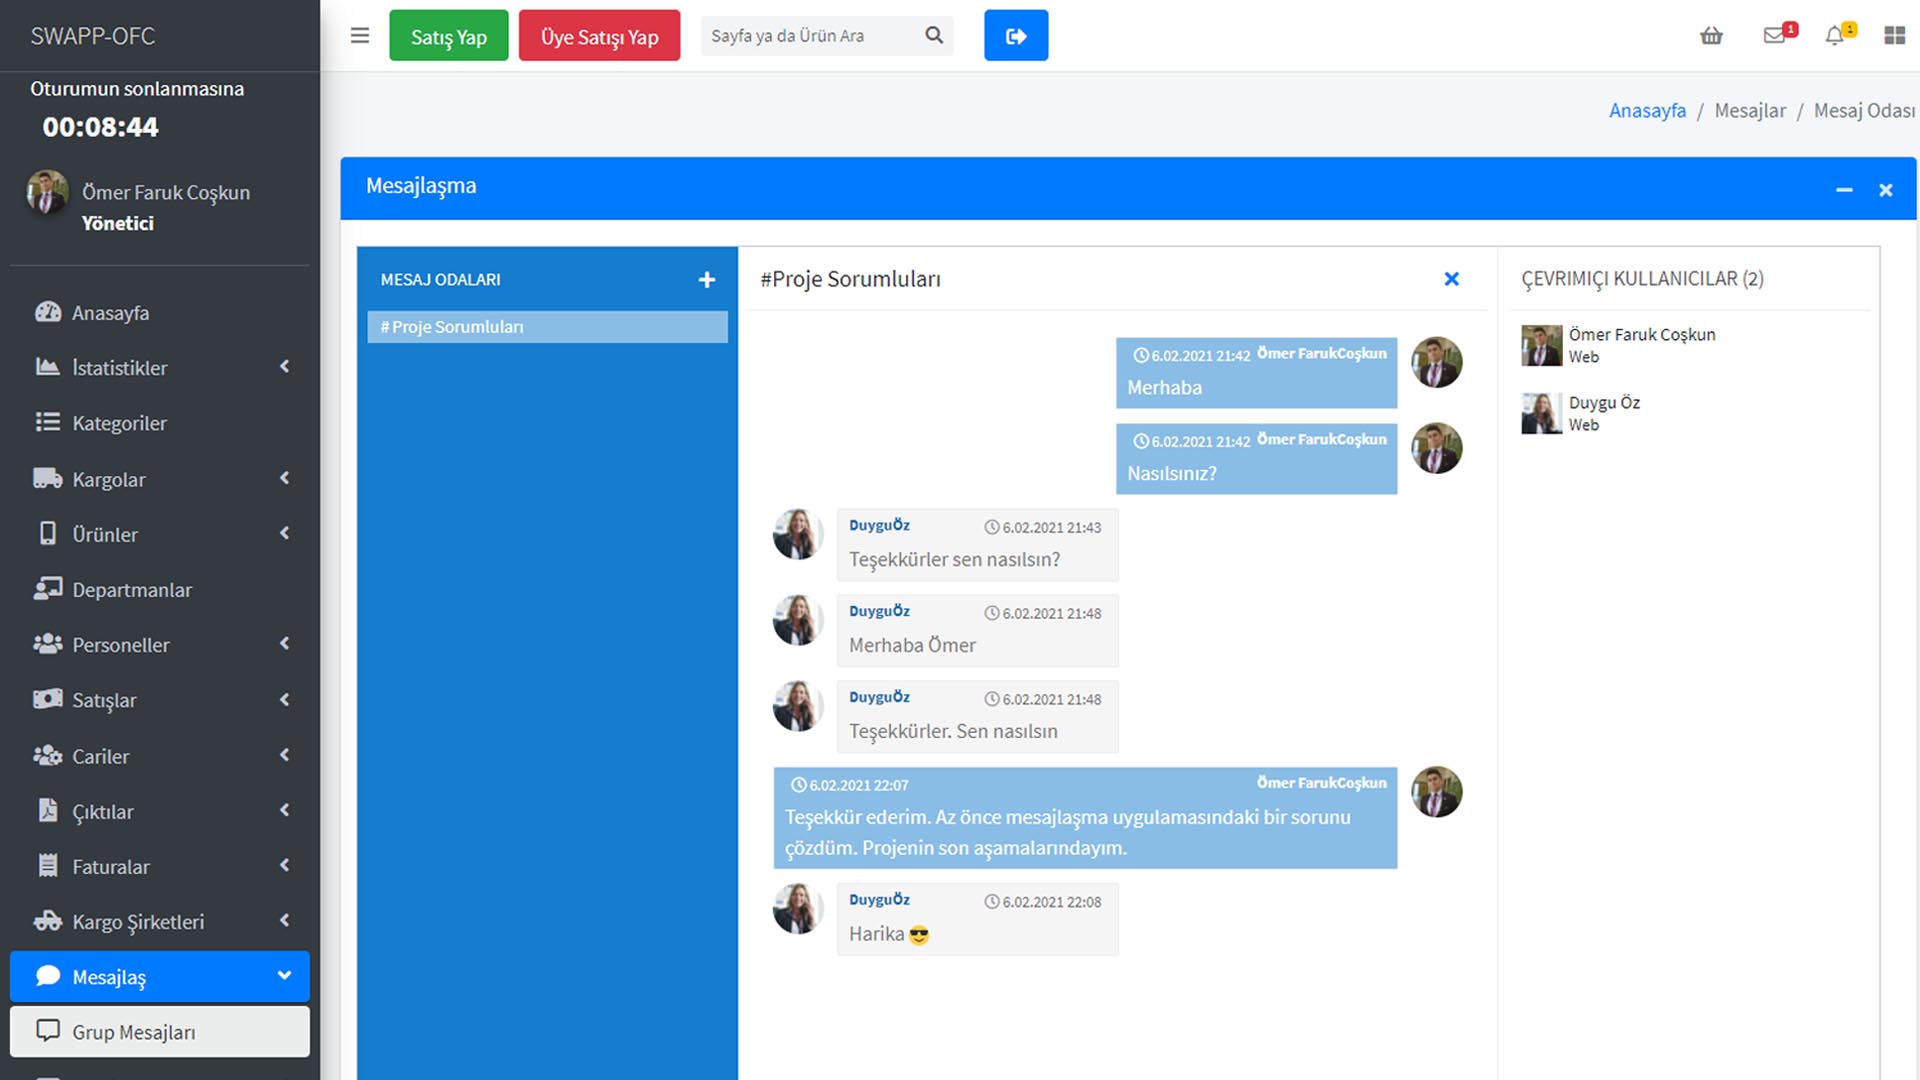 SWAPP-OFC
Oturumun sonlanmasına
00:08:44
Ömer Faruk Coşkun
Yönetici
Anasayfa
İstatistikler
Kategoriler
Kargolar
Ürünler
Departmanlar
Personeller
Satışlar
Cariler
Çıktılar
Faturalar
Kargo Şirketleri
Mesajlaş
Grup Mesajları
Satış Yap
Üye Satışı Yap
Sayfa ya da Ürün Ara
1
1
Anasayfa / Mesajlar / Mesaj Odası
Mesajlaşma
MESAJ ODALARI
# Proje Sorumluları
#Proje Sorumluları
6.02.2021 21:42 Ömer FarukCoşkun
Merhaba
6.02.2021 21:42 Ömer FarukCoşkun
Nasılsınız?
DuyguÖz 6.02.2021 21:43
Teşekkürler sen nasılsın?
DuyguÖz 6.02.2021 21:48
Merhaba Ömer
DuyguÖz 6.02.2021 21:48
Teşekkürler. Sen nasılsın
6.02.2021 22:07 Ömer FarukCoşkun
Teşekkür ederim. Az önce mesajlaşma uygulamasındaki bir sorunu
çözdüm. Projenin son aşamalarındayım.
DuyguÖz 6.02.2021 22:08
Harika 😎
ÇEVRIMIÇI KULLANICILAR (2)
Ömer Faruk Coşkun
Web
Duygu Öz
Web